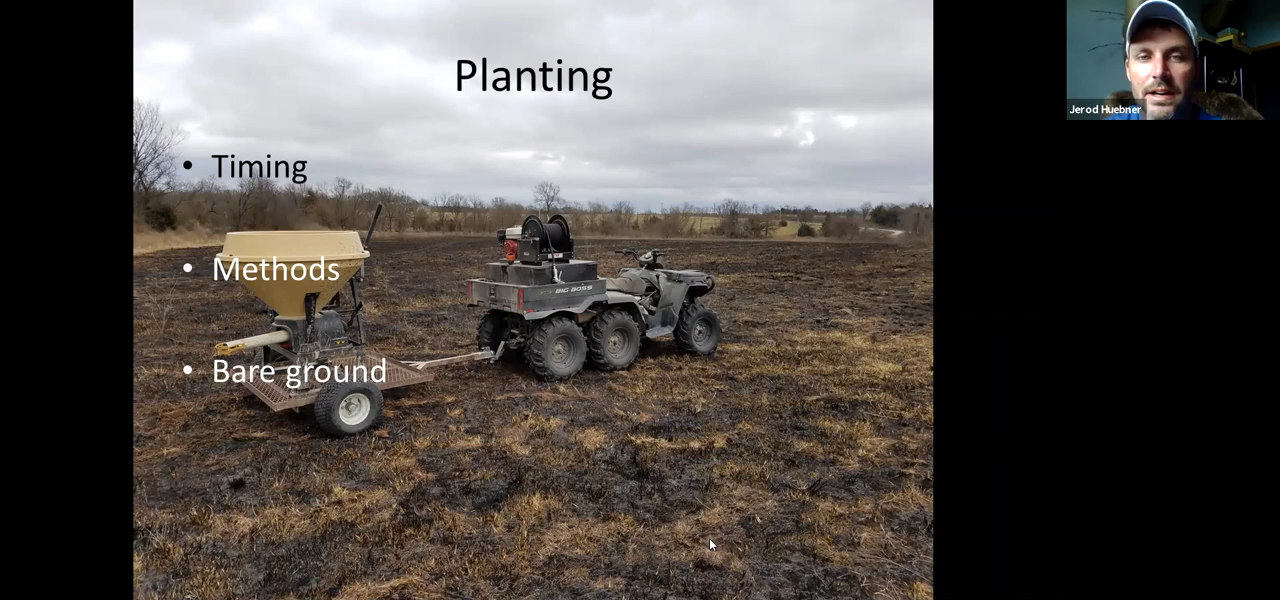 Planting
• Timing
• Methods
• Bare ground
BIG BOSS
Jerod Huebner